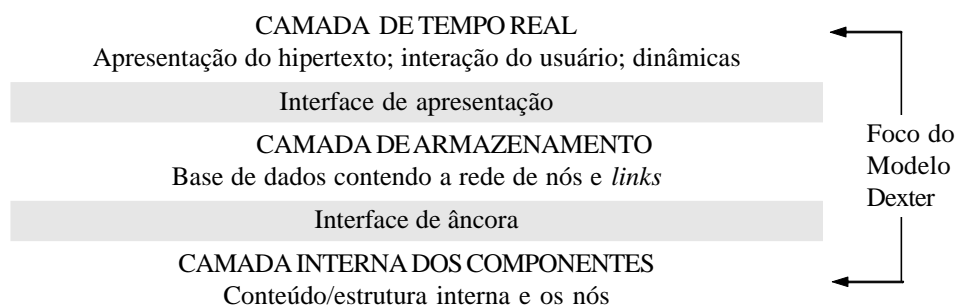 CAMADA DE TEMPO REAL
Apresentação do hipertexto; interação do usuário; dinâmicas
Interface de apresentação
CAMADA DE ARMAZENAMENTO
Base de dados contendo a rede de nós e links
Interface de âncora
CAMADA INTERNA DOS COMPONENTES
Conteúdo/estrutura interna e os nós
Foco do
Modelo
Dexter